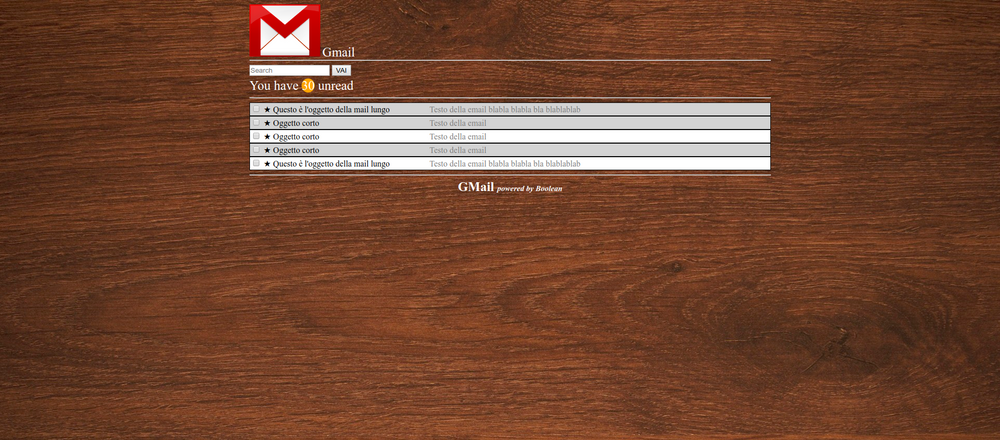 Gmail
Search VAI
You have 30 unread
★ Questo è l'oggetto della mail lungo Testo della email blabla blabla bla blablablab
★ Oggetto corto Testo della email
★ Oggetto corto Testo della email
★ Oggetto corto Testo della email
★ Questo è l'oggetto della mail lungo Testo della email blabla blabla bla blablablab
GMail powered by Boolean